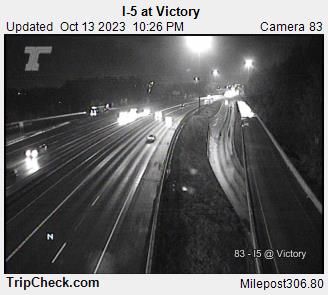 I-5 at Victory
Updated Oct 13 2023 10:26 PM Camera 83
T
N
83 - I5 @ Victory
TripCheck.com Milepost306.80